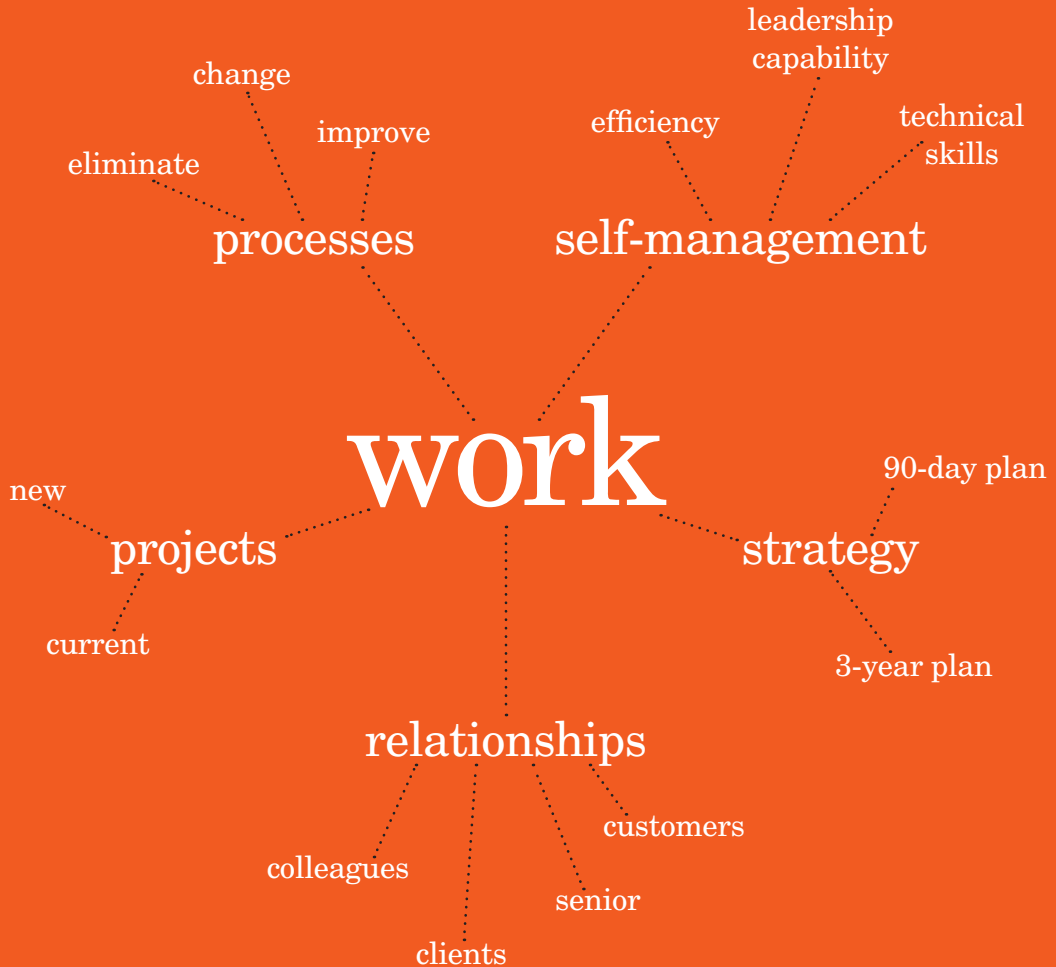 leadership
capability
change
efficiency
technical
skills
improve
eliminate
processes
self-management
work
90-day plan
new
projects
strategy
current
3-year plan
relationships
customers
colleagues
senior
clients